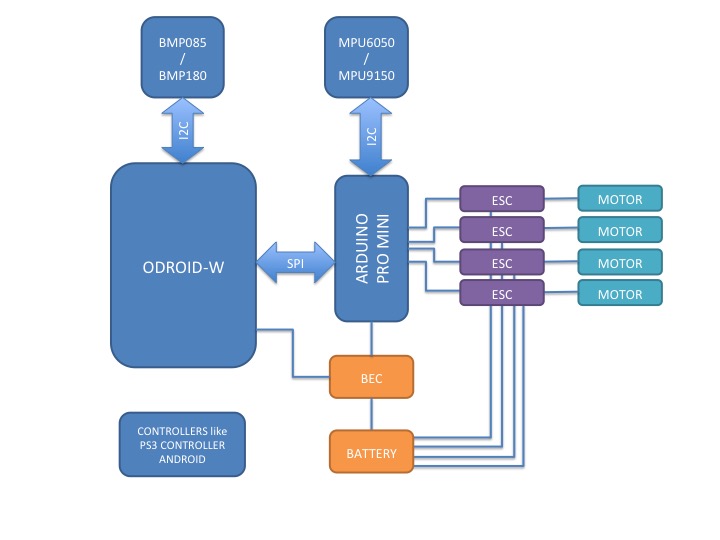 BMP085
/
BMP180
MPU6050
/
MPU9150
I2C
I2C
ODROID-W
SPI
ARDUINO
PRO MINI
ESC
MOTOR
ESC
MOTOR
ESC
MOTOR
ESC
MOTOR
BEC
CONTROLLERS like
PS3 CONTROLLER
ANDROID
BATTERY